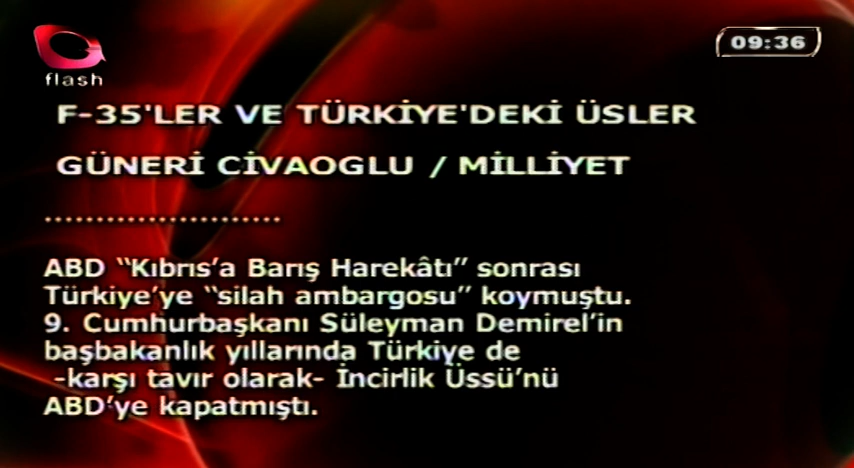 flash
09:36
F-35'LER VE TÜRKİYE'DEKİ ÜSLER
GÜNERİ CİVAOGLU / MİLLİYET
.......................
ABD “Kıbrıs’a Barış Harekâtı” sonrası
Türkiye’ye “silah ambargosu” koymuştu.
9. Cumhurbaşkanı Süleyman Demirel’in
başbakanlık yıllarında Türkiye de
-karşı tavır olarak- İncirlik Üssü’nü
ABD’ye kapatmıştı.